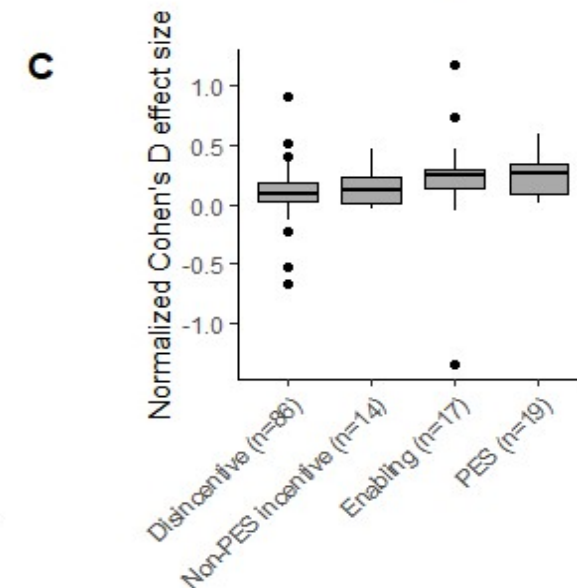 C
Normalized Cohen's D effect size
1.0
0.5
0.0
-0.5
-1.0
Disincentive (n=86)
Non-PES incentive (n=14)
Enabling (n=17)
PES (n=19)